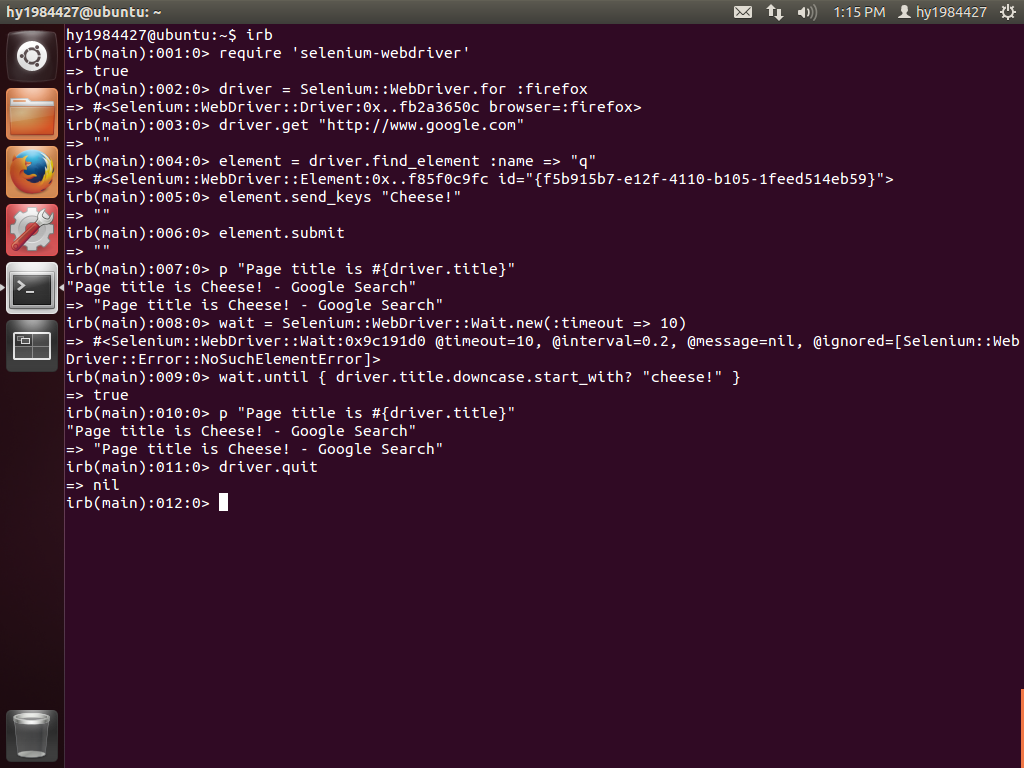 hy1984427@ubuntu: ~
1:15 PM hy1984427
hy1984427@ubuntu:~$ irb
irb(main):001:0> require 'selenium-webdriver'
=> true
irb(main):002:0> driver = Selenium::WebDriver.for :firefox
=> #<Selenium::WebDriver::Driver:0x..fb2a3650c browser=:firefox>
irb(main):003:0> driver.get "http://www.google.com"
=> ""
irb(main):004:0> element = driver.find_element :name => "q"
=> #<Selenium::WebDriver::Element:0x..f85f0c9fc id="{f5b915b7-e12f-4110-b105-1feed514eb59}">
irb(main):005:0> element.send_keys "Cheese!"
=> ""
irb(main):006:0> element.submit
=> ""
irb(main):007:0> p "Page title is #{driver.title}"
"Page title is Cheese! - Google Search"
=> "Page title is Cheese! - Google Search"
irb(main):008:0> wait = Selenium::WebDriver::Wait.new(:timeout => 10)
=> #<Selenium::WebDriver::Wait:0x9c191d0 @timeout=10, @interval=0.2, @message=nil, @ignored=[Selenium::Web
Driver::Error::NoSuchElementError]>
irb(main):009:0> wait.until { driver.title.downcase.start_with? "cheese!" }
=> true
irb(main):010:0> p "Page title is #{driver.title}"
"Page title is Cheese! - Google Search"
=> "Page title is Cheese! - Google Search"
irb(main):011:0> driver.quit
=> nil
irb(main):012:0>